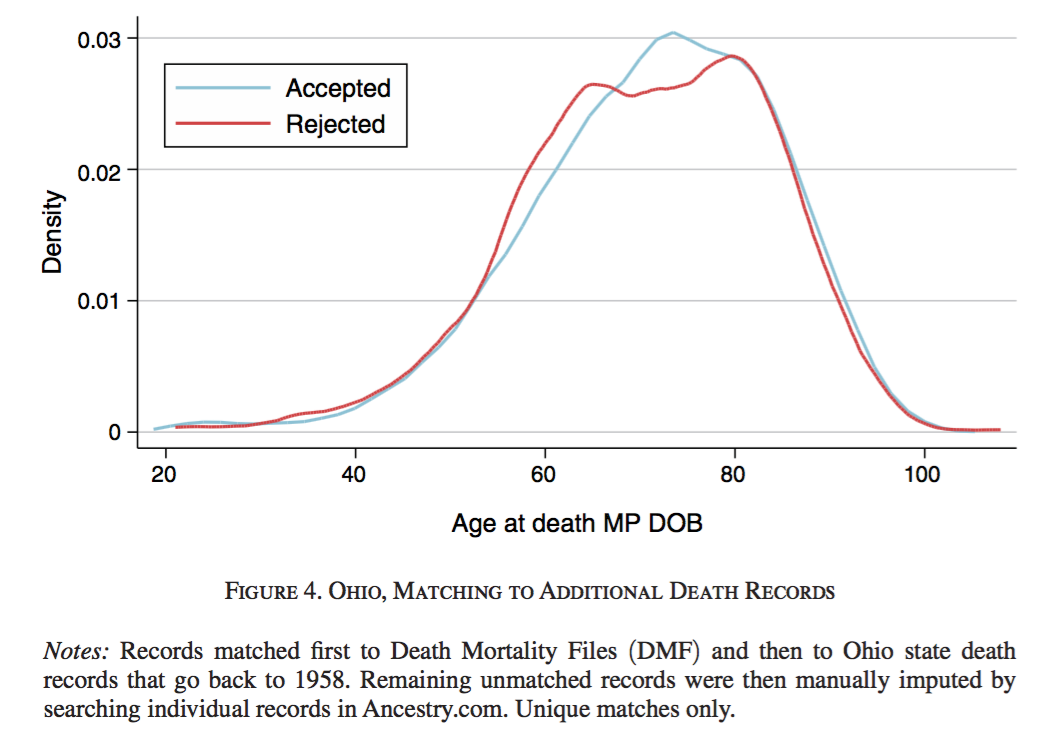 0.03
0.02
0.01
0
Density
Accepted
Rejected
20 40 60 80 100
Age at death MP DOB
FIGURE 4. OHIO, MATCHING TO ADDITIONAL DEATH RECORDS
Notes: Records matched first to Death Mortality Files (DMF) and then to Ohio state death
records that go back to 1958. Remaining unmatched records were then manually imputed by
searching individual records in Ancestry.com. Unique matches only.